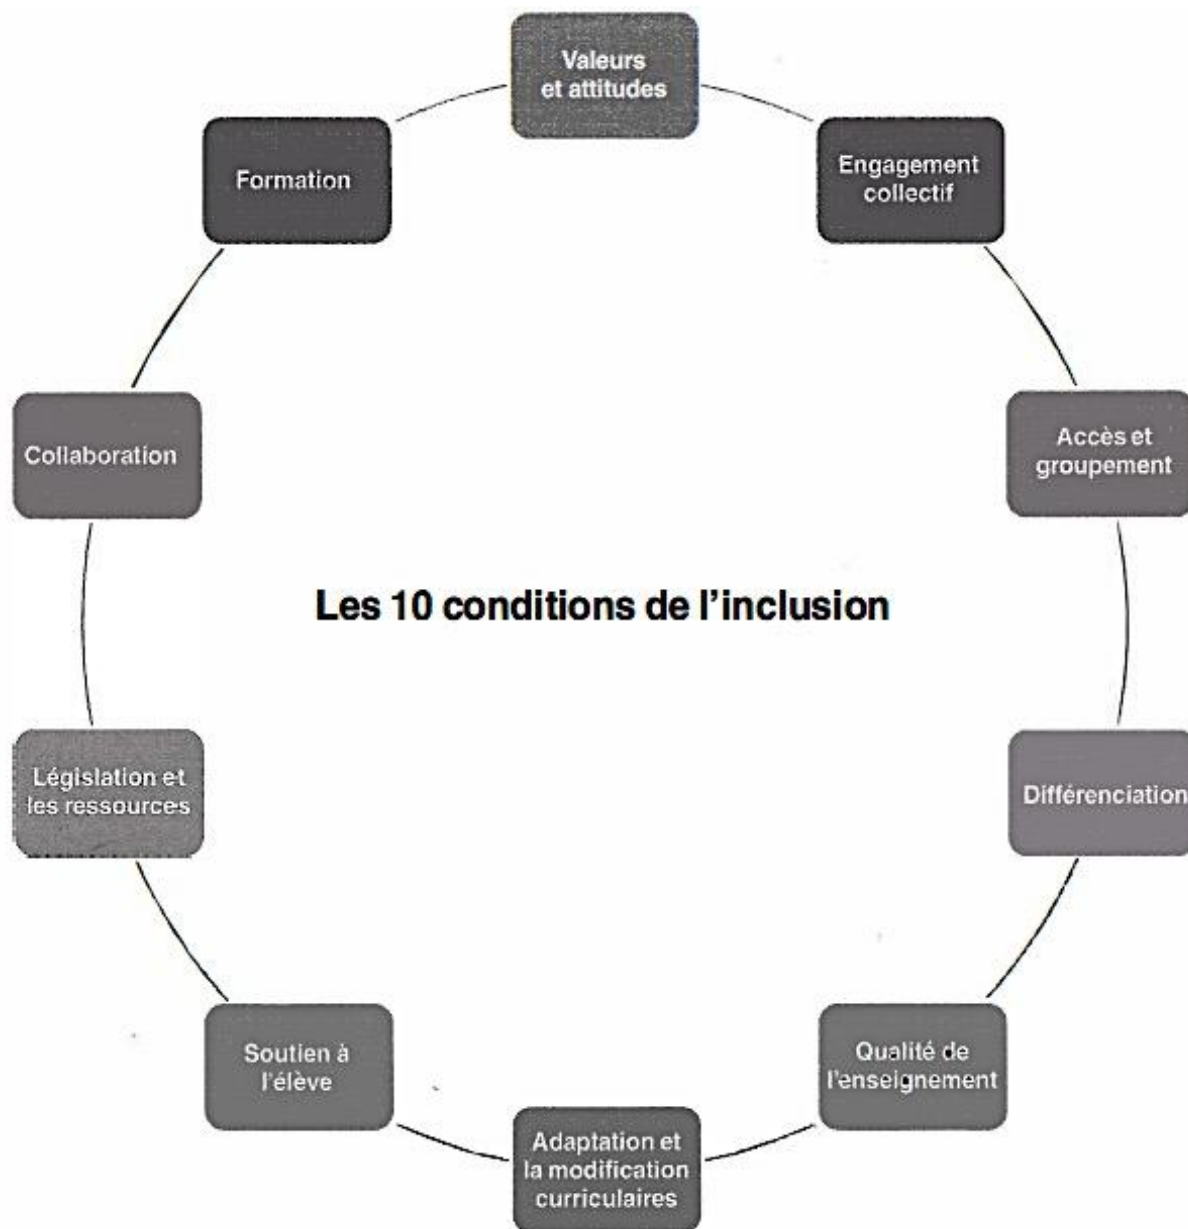 Valeurs
et attitudes
Engagement
collectif
Accès et
groupement
Différenciation
Qualité de
l'enseignement
Adaptation et
la modification
curriculaires
Soutien à
l'élève
Législation et
les ressources
Collaboration
Formation
Les 10 conditions de l'inclusion